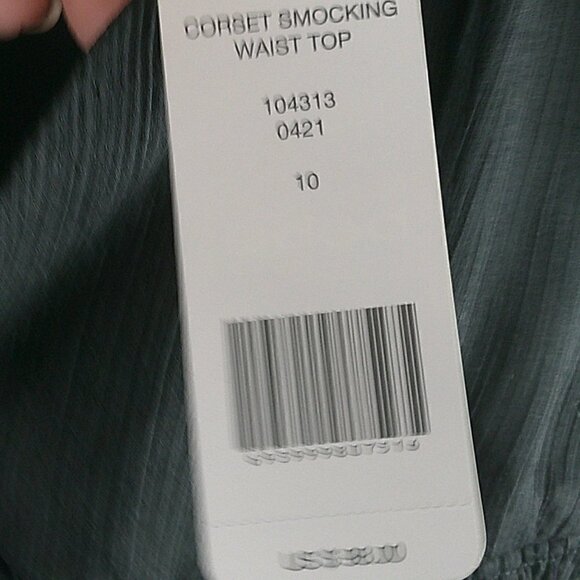 CORSET SMOCKING
WAIST TOP
104313
0421
10